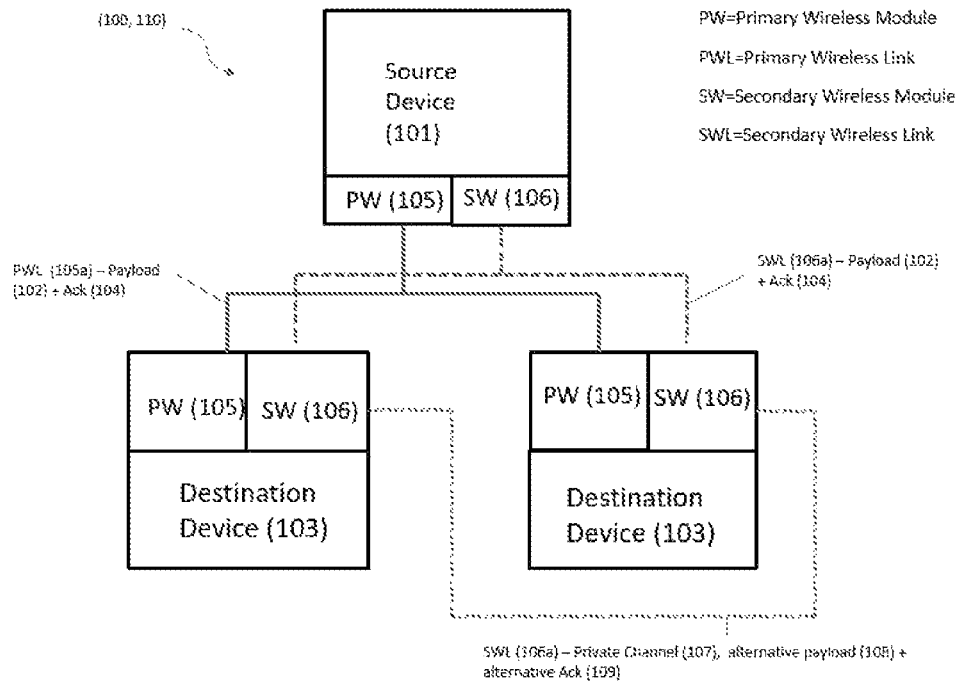 (100, 110)
PW=Primary Wireless Module
PWL=Primary Wireless Link
SW=Secondary Wireless Module
SWL=Secondary Wireless Link
Source
Device
(101)
PW (105)
SW (106)
PWL (105a) – Payload
(102) + Ack (104)
SWL (106a) – Payload (102)
+ Ack (104)
PW (105)
SW (106)
PW (105)
SW (106)
Destination
Device (103)
Destination
Device (103)
SWL (106a) – Private Channel (107), alternative payload (108) +
alternative Ack (109)